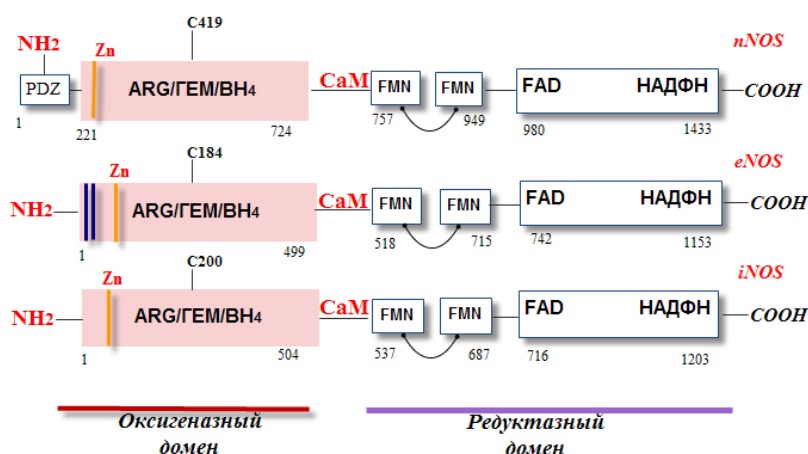 C419
nNOS
NH2
Zn
PDZ
ARG/ГЕМ/BH4
CaM
FMN
FMN
FAD НАДФН
COOH
1
221
724
757
949
980
1433
C184
eNOS
Zn
NH2
ARG/ГЕМ/BH4
CaM
FMN
FMN
FAD НАДФН
COOH
1
499
518
715
742
1153
C200
iNOS
Zn
NH2
ARG/ГЕМ/BH4
CaM
FMN
FMN
FAD НАДФН
COOH
1
504
537
687
716
1203
Оксигеназный
домен
Редуктазный
домен